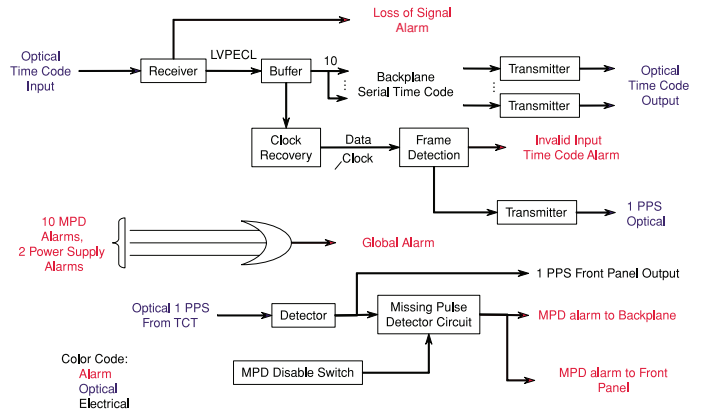 Loss of Signal
Alarm
Optical
Time Code
Input
Receiver
LVPECL
Buffer
10
Backplane
Serial Time Code
Transmitter
Transmitter
Optical
Time Code
Output
Clock
Recovery
Data
Clock
Frame
Detection
Invalid Input
Time Code Alarm
Transmitter
1 PPS
Optical
10 MPD
Alarms,
2 Power Supply
Alarms
Global Alarm
1 PPS Front Panel Output
Optical 1 PPS
From TCT
Detector
Missing Pulse
Detector Circuit
MPD alarm to Backplane
MPD Disable Switch
MPD alarm to Front
Panel
Color Code:
Alarm
Optical
Electrical